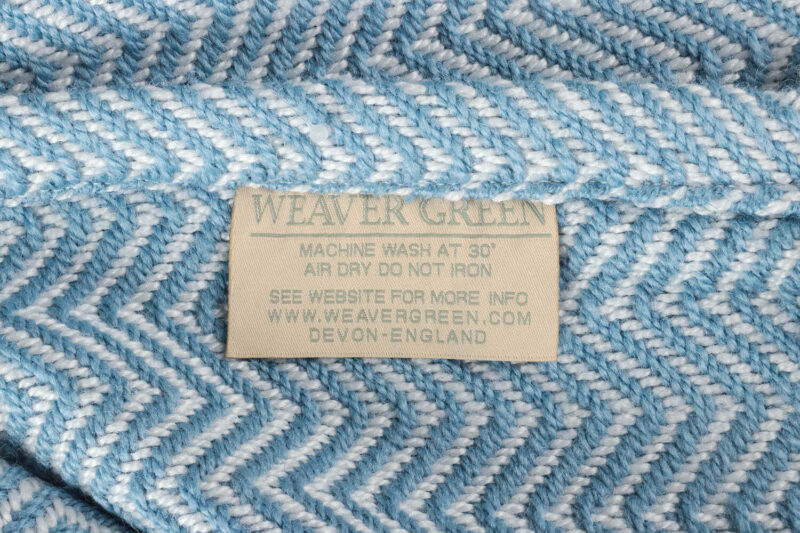 WEAVER GREEN
MACHINE WASH AT 30°
AIR DRY DO NOT IRON
SEE WEBSITE FOR MORE INFO
WWW.WEAVERGREEN.COM
DEVON-ENGLAND